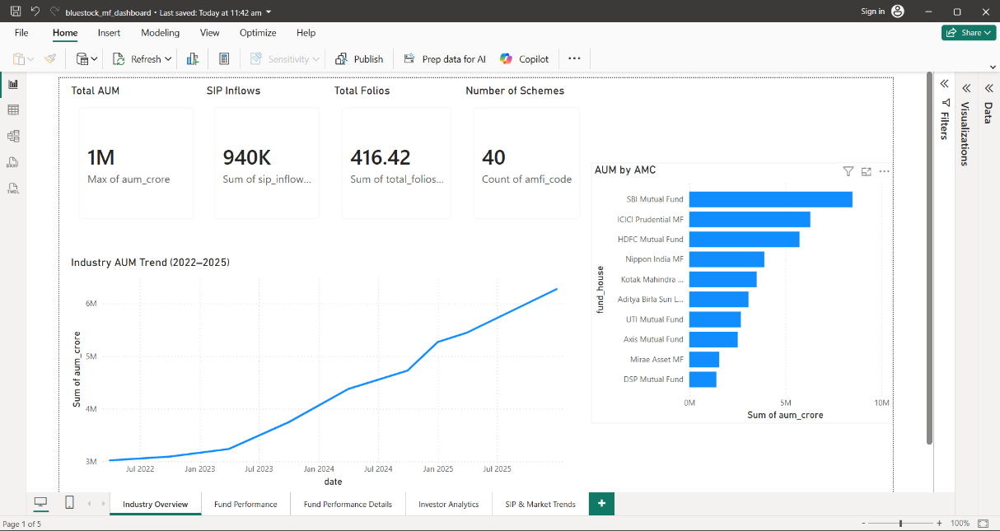 bluestock_mf_dashboard • Last saved: Today at 11:42 am
Sign in
File Home Insert Modeling View Optimize Help
Share
Refresh
Sensitivity
Publish
Prep data for AI
Copilot
Total AUM
SIP Inflows
Total Folios
Number of Schemes
1M
Max of aum_crore
940K
Sum of sip_inflow...
416.42
Sum of total_folios...
40
Count of amfi_code
AUM by AMC
fund_house
SBI Mutual Fund
ICICI Prudential MF
HDFC Mutual Fund
Nippon India MF
Kotak Mahindra ...
Aditya Birla Sun L...
UTI Mutual Fund
Axis Mutual Fund
Mirae Asset MF
DSP Mutual Fund
0M 5M 10M
Sum of aum_crore
Industry AUM Trend (2022–2025)
Sum of aum_crore
6M
5M
4M
3M
Jul 2022 Jan 2023 Jul 2023 Jan 2024 Jul 2024 Jan 2025 Jul 2025
date
Filters
Visualizations
Data
Industry Overview
Fund Performance
Fund Performance Details
Investor Analytics
SIP & Market Trends
Page 1 of 5
- + 100%